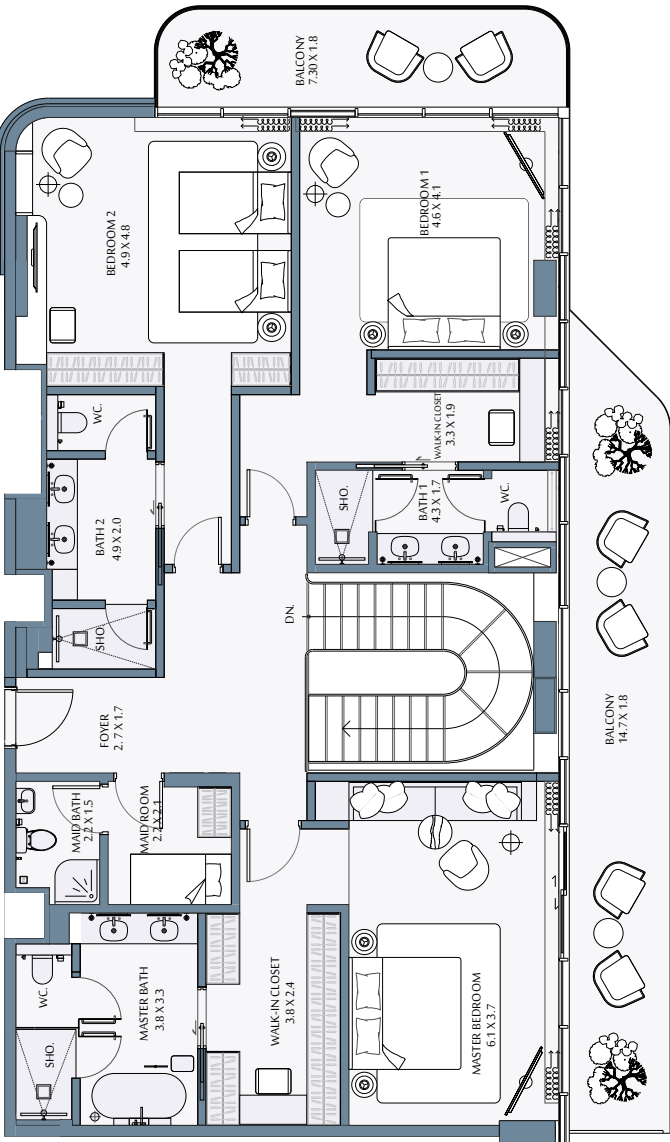 BALCONY
7.30 X 1.8
BEDROOM 2
4.9 X 4.8
BEDROOM 1
4.6 X 4.1
WALK-IN CLOSET
3.3 X 1.9
WC.
BATH 2
4.9 X 2.0
SHO.
SHO.
BATH 1
4.3 X 1.7
WC.
DN.
FOYER
2.7 X 1.7
BALCONY
14.7 X 1.8
MAID BATH
2.2 X 1.5
MAID ROOM
2.2 X 2.1
WC.
MASTER BATH
3.8 X 3.3
SHO.
WALK-IN CLOSET
3.8 X 2.4
MASTER BEDROOM
6.1 X 3.7